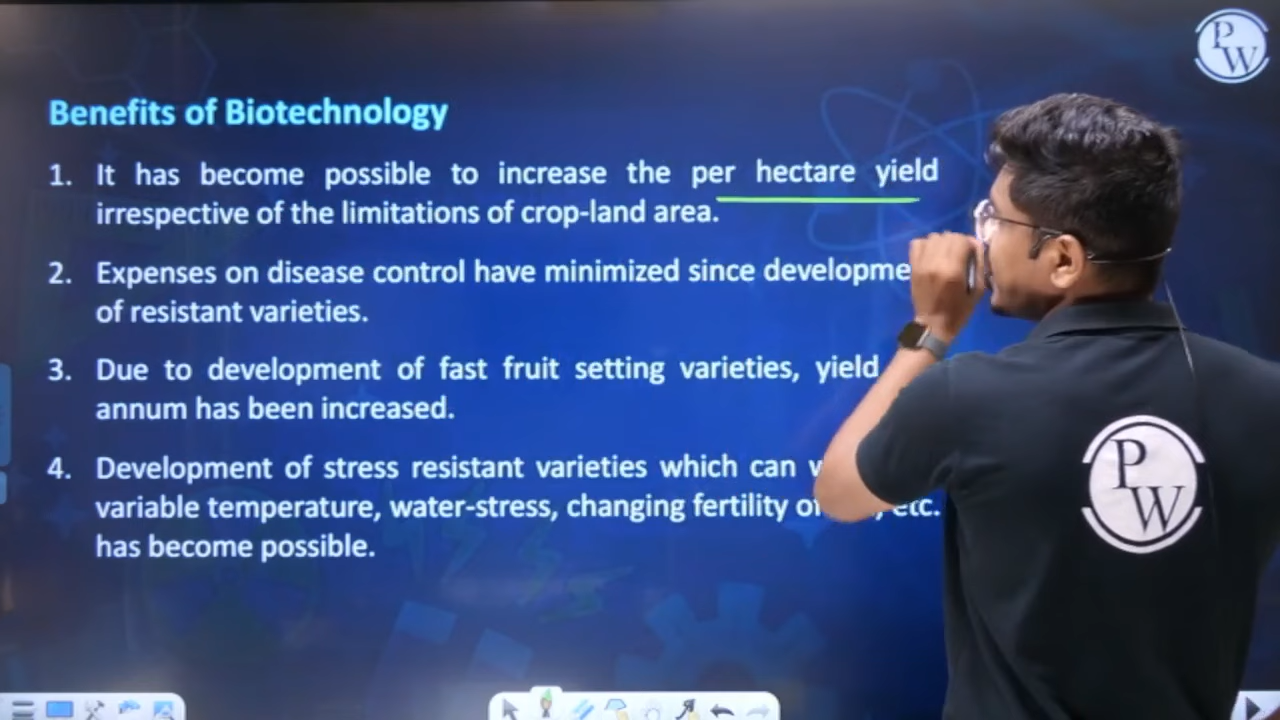 PW
Benefits of Biotechnology
1. It has become possible to increase the per hectare yield
irrespective of the limitations of crop-land area.
2. Expenses on disease control have minimized since developme
of resistant varieties.
3. Due to development of fast fruit setting varieties, yield
annum has been increased.
4. Development of stress resistant varieties which can
variable temperature, water-stress, changing fertility etc.
has become possible.
PW